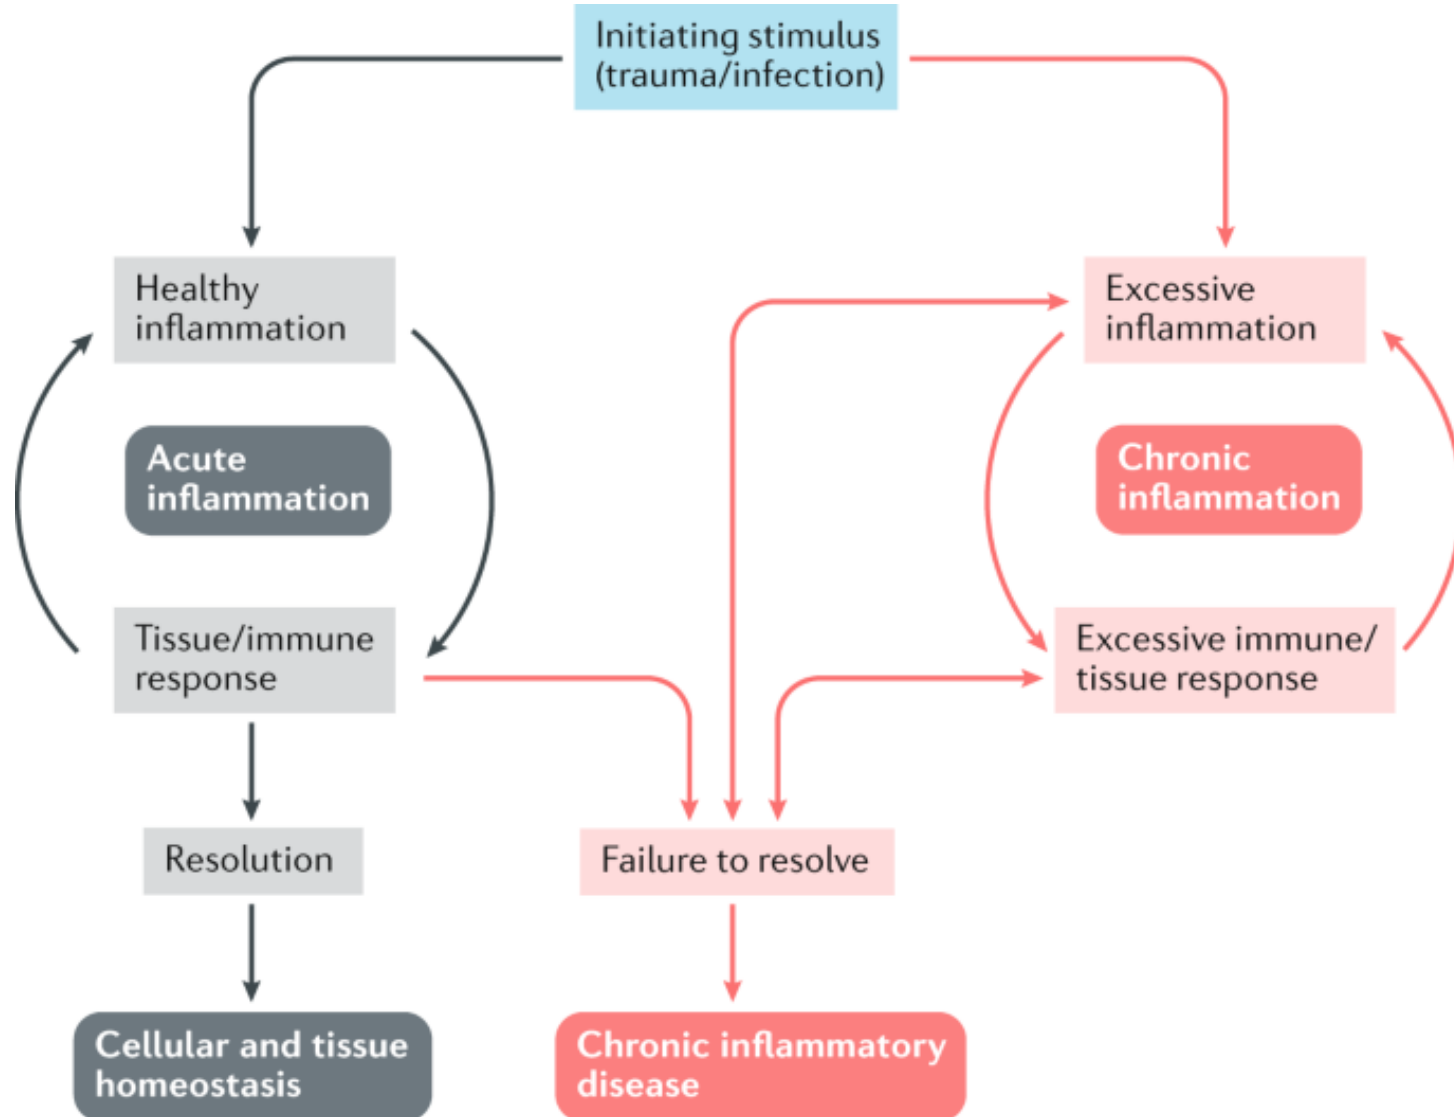 Initiating stimulus
(trauma/infection)
Healthy
inflammation
Excessive
inflammation
Acute
inflammation
Chronic
inflammation
Tissue/immune
response
Excessive immune/
tissue response
Resolution
Failure to resolve
Cellular and tissue
homeostasis
Chronic inflammatory
disease